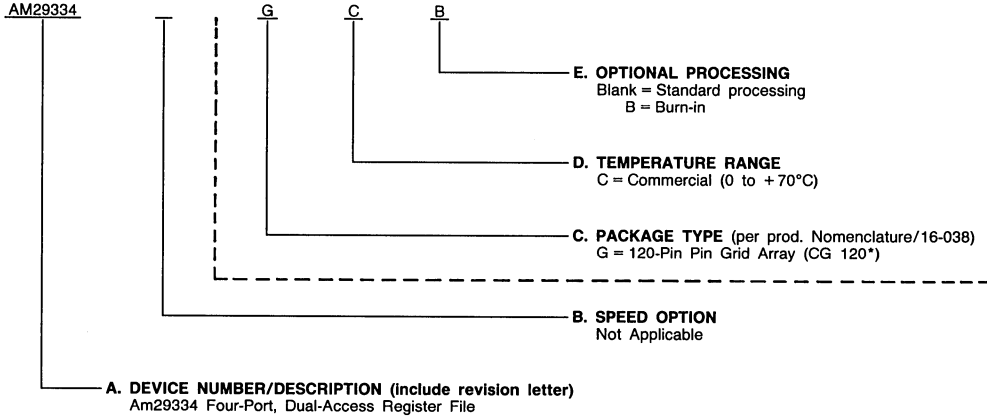 AM29334 – G C B
E. OPTIONAL PROCESSING
Blank = Standard processing
B = Burn-in
D. TEMPERATURE RANGE
C = Commercial (0 to +70°C)
C. PACKAGE TYPE (per prod. Nomenclature/16-038)
G = 120-Pin Pin Grid Array (CG 120*)
B. SPEED OPTION
Not Applicable
A. DEVICE NUMBER/DESCRIPTION (include revision letter)
Am29334 Four-Port, Dual-Access Register File